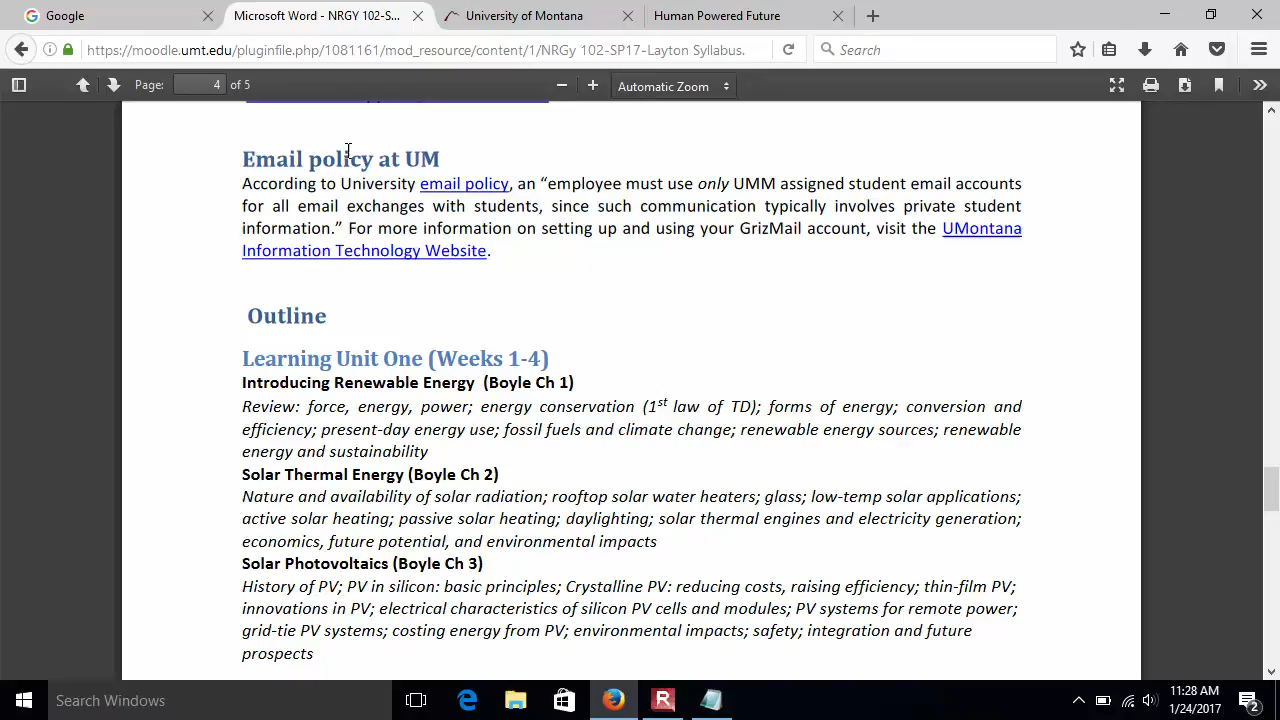 Google
Microsoft Word - NRGY 102-S...
University of Montana
Human Powered Future
https://moodle.umt.edu/pluginfile.php/1081161/mod_resource/content/1/NRGy 102-SP17-Layton Syllabus.
Search
Page: 4 of 5
Automatic Zoom
Email policy at UM
According to University email policy, an “employee must use only UMM assigned student email accounts
for all email exchanges with students, since such communication typically involves private student
information.” For more information on setting up and using your GrizMail account, visit the UMontana
Information Technology Website.
Outline
Learning Unit One (Weeks 1-4)
Introducing Renewable Energy (Boyle Ch 1)
Review: force, energy, power; energy conservation (1st law of TD); forms of energy; conversion and
efficiency; present-day energy use; fossil fuels and climate change; renewable energy sources; renewable
energy and sustainability
Solar Thermal Energy (Boyle Ch 2)
Nature and availability of solar radiation; rooftop solar water heaters; glass; low-temp solar applications;
active solar heating; passive solar heating; daylighting; solar thermal engines and electricity generation;
economics, future potential, and environmental impacts
Solar Photovoltaics (Boyle Ch 3)
History of PV; PV in silicon: basic principles; Crystalline PV: reducing costs, raising efficiency; thin-film PV;
innovations in PV; electrical characteristics of silicon PV cells and modules; PV systems for remote power;
grid-tie PV systems; costing energy from PV; environmental impacts; safety; integration and future
prospects
Search Windows
11:28 AM
1/24/2017
2